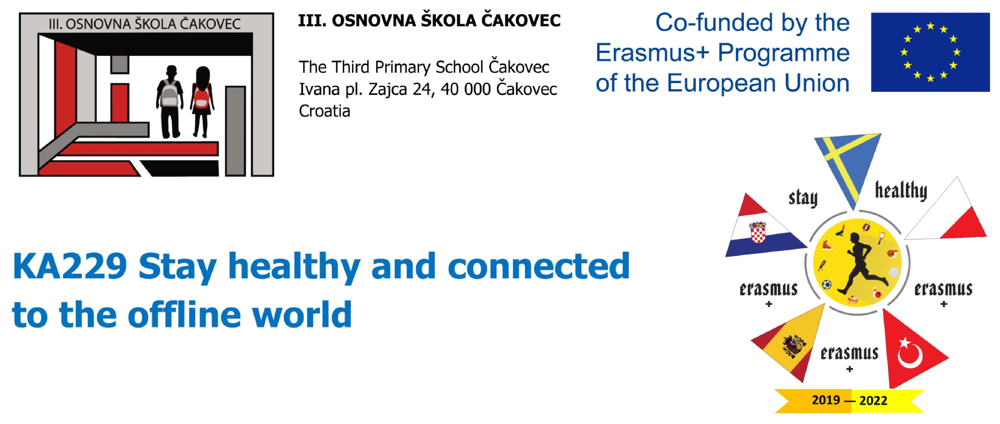 III. OSNOVNA ŠKOLA ČAKOVEC
III. OSNOVNA ŠKOLA ČAKOVEC
The Third Primary School Čakovec
Ivana pl. Zajca 24, 40 000 Čakovec
Croatia
Co-funded by the
Erasmus+ Programme
of the European Union
KA229 Stay healthy and connected
to the offline world
stay
healthy
erasmus
+
erasmus
+
erasmus
+
2019 — 2022